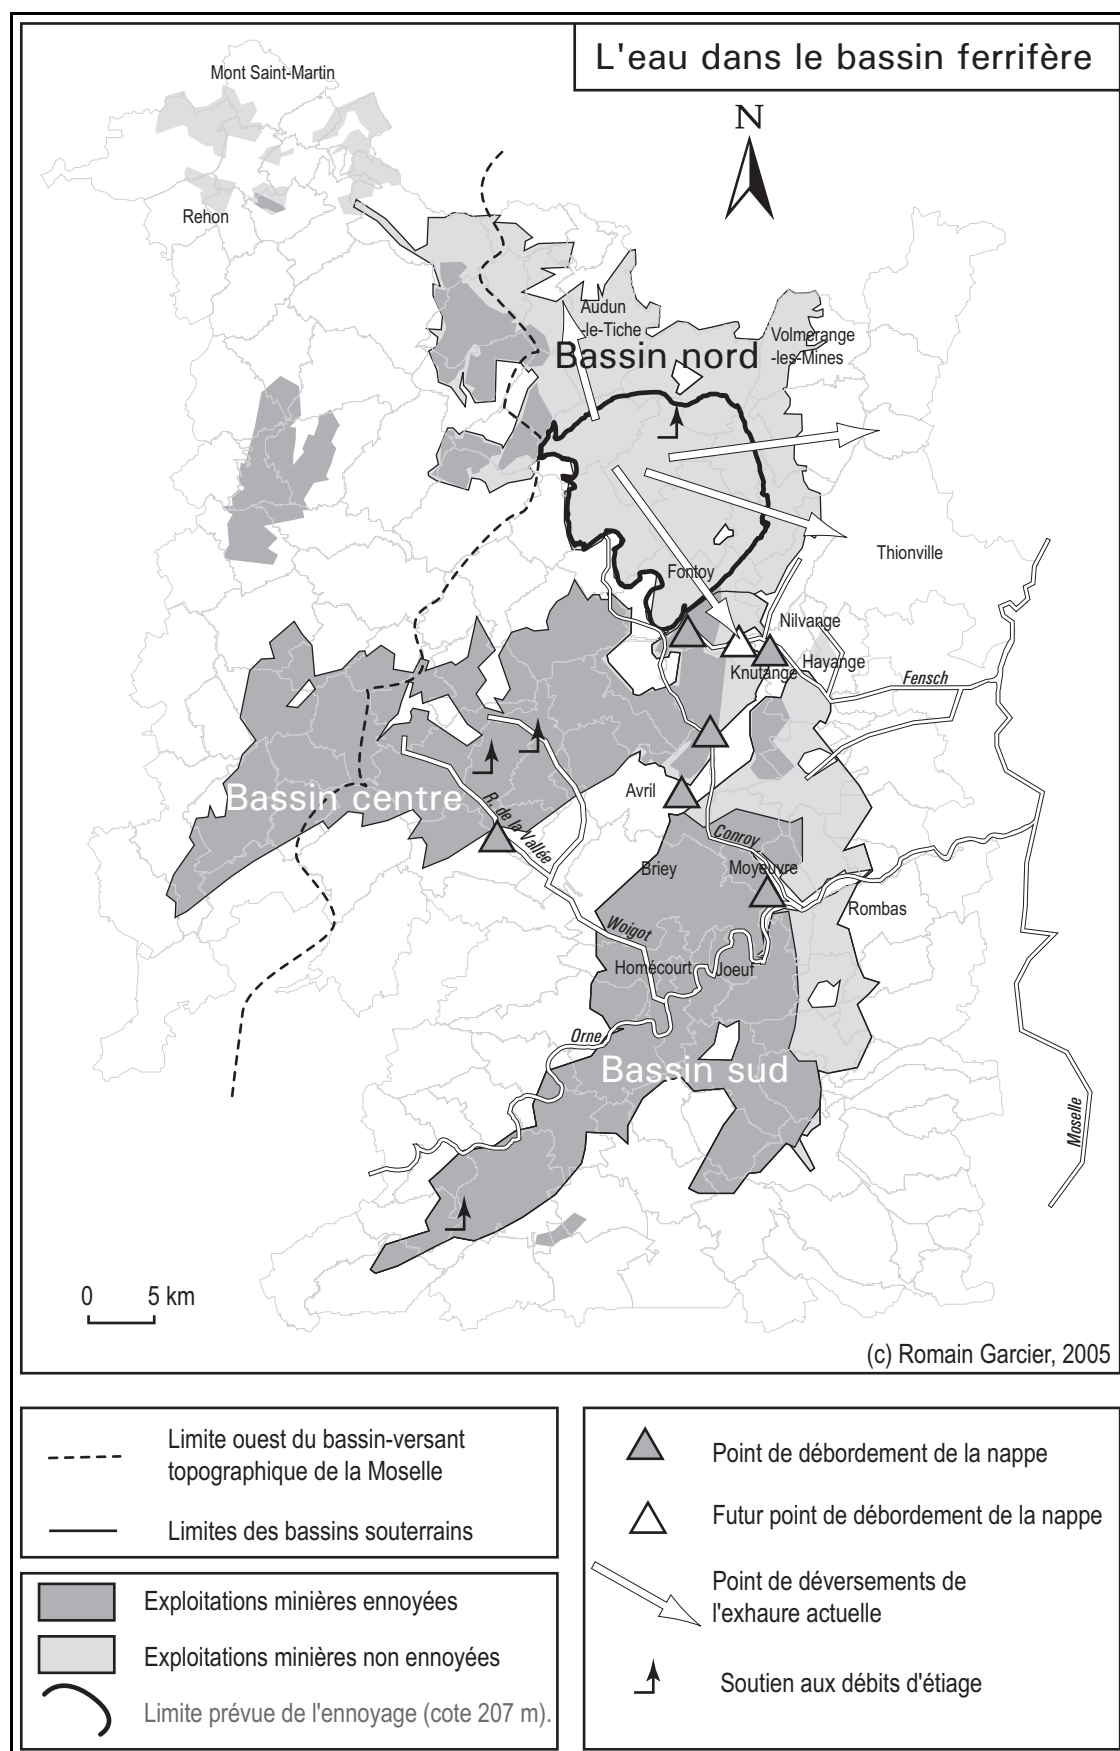 L'eau dans le bassin ferrifère
Mont Saint-Martin
N
Rehon
Audun
-le-Tiche
Volmerange
-les-Mines
Bassin nord
Thionville
Fontoy
Nilvange
Hayange
Knutange
Fensch
Avril
Bassin centre
R. de la Vallée
Conroy
Briey
Moyeuvre
Rombas
Woigot
Homécourt
Joeuf
Orne
Bassin sud
Moselle
0 5 km
(c) Romain Garcier, 2005
Limite ouest du bassin-versant
topographique de la Moselle
Limites des bassins souterrains
Exploitations minières ennoyées
Exploitations minières non ennoyées
Limite prévue de l'ennoyage (cote 207 m).
Point de débordement de la nappe
Futur point de débordement de la nappe
Point de déversements de
l'exhaure actuelle
Soutien aux débits d'étiage